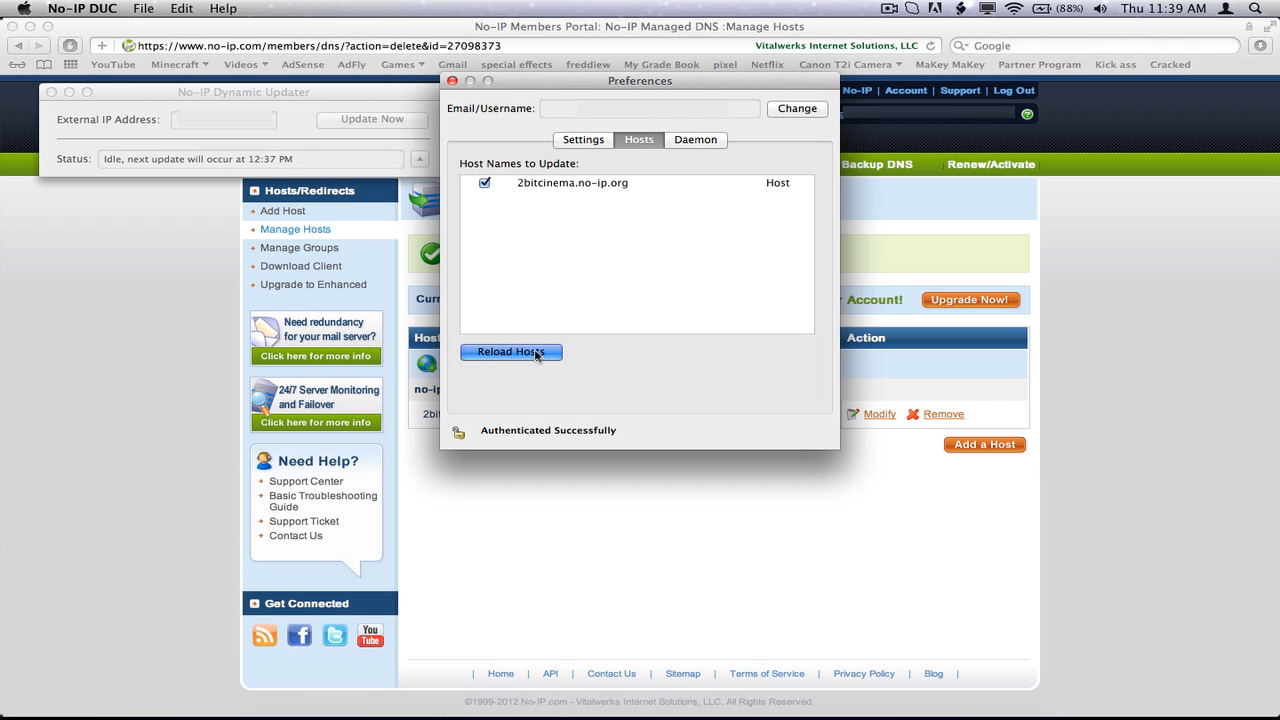 No-IP DUC File Edit Help (88%) Thu 11:39 AM
No-IP Members Portal: No-IP Managed DNS :Manage Hosts
https://www.no-ip.com/members/dns/?action=delete&id=27098373 Vitalwerks Internet Solutions, LLC Google
YouTube Minecraft Videos AdSense AdFly Games Gmail special effects freddiew My Grade Book pixel Netflix Canon T2i Camera MaKey MaKey Partner Program Kick ass Cracked
No-IP Dynamic Updater
External IP Address: Update Now
Status: Idle, next update will occur at 12:37 PM
Preferences
Email/Username: Change
Settings Hosts Daemon
Host Names to Update:
2bitcinema.no-ip.org Host
Reload Hosts
Authenticated Successfully
No-IP Account Support Log Out
Backup DNS Renew/Activate
Hosts/Redirects
Add Host
Manage Hosts
Manage Groups
Download Client
Upgrade to Enhanced
Need redundancy
for your mail server?
Click here for more info
24/7 Server Monitoring
and Failover
Click here for more info
Need Help?
Support Center
Basic Troubleshooting
Guide
Support Ticket
Contact Us
Get Connected
You
Tube
Curr
Account! Upgrade Now!
Host
Action
no-ip
2bit
Modify Remove
Add a Host
| Home | API | Contact Us | Sitemap | Terms of Service | Privacy Policy | Blog |
©1999-2012 No-IP.com - Vitalwerks Internet Solutions, LLC. All Rights Reserved.